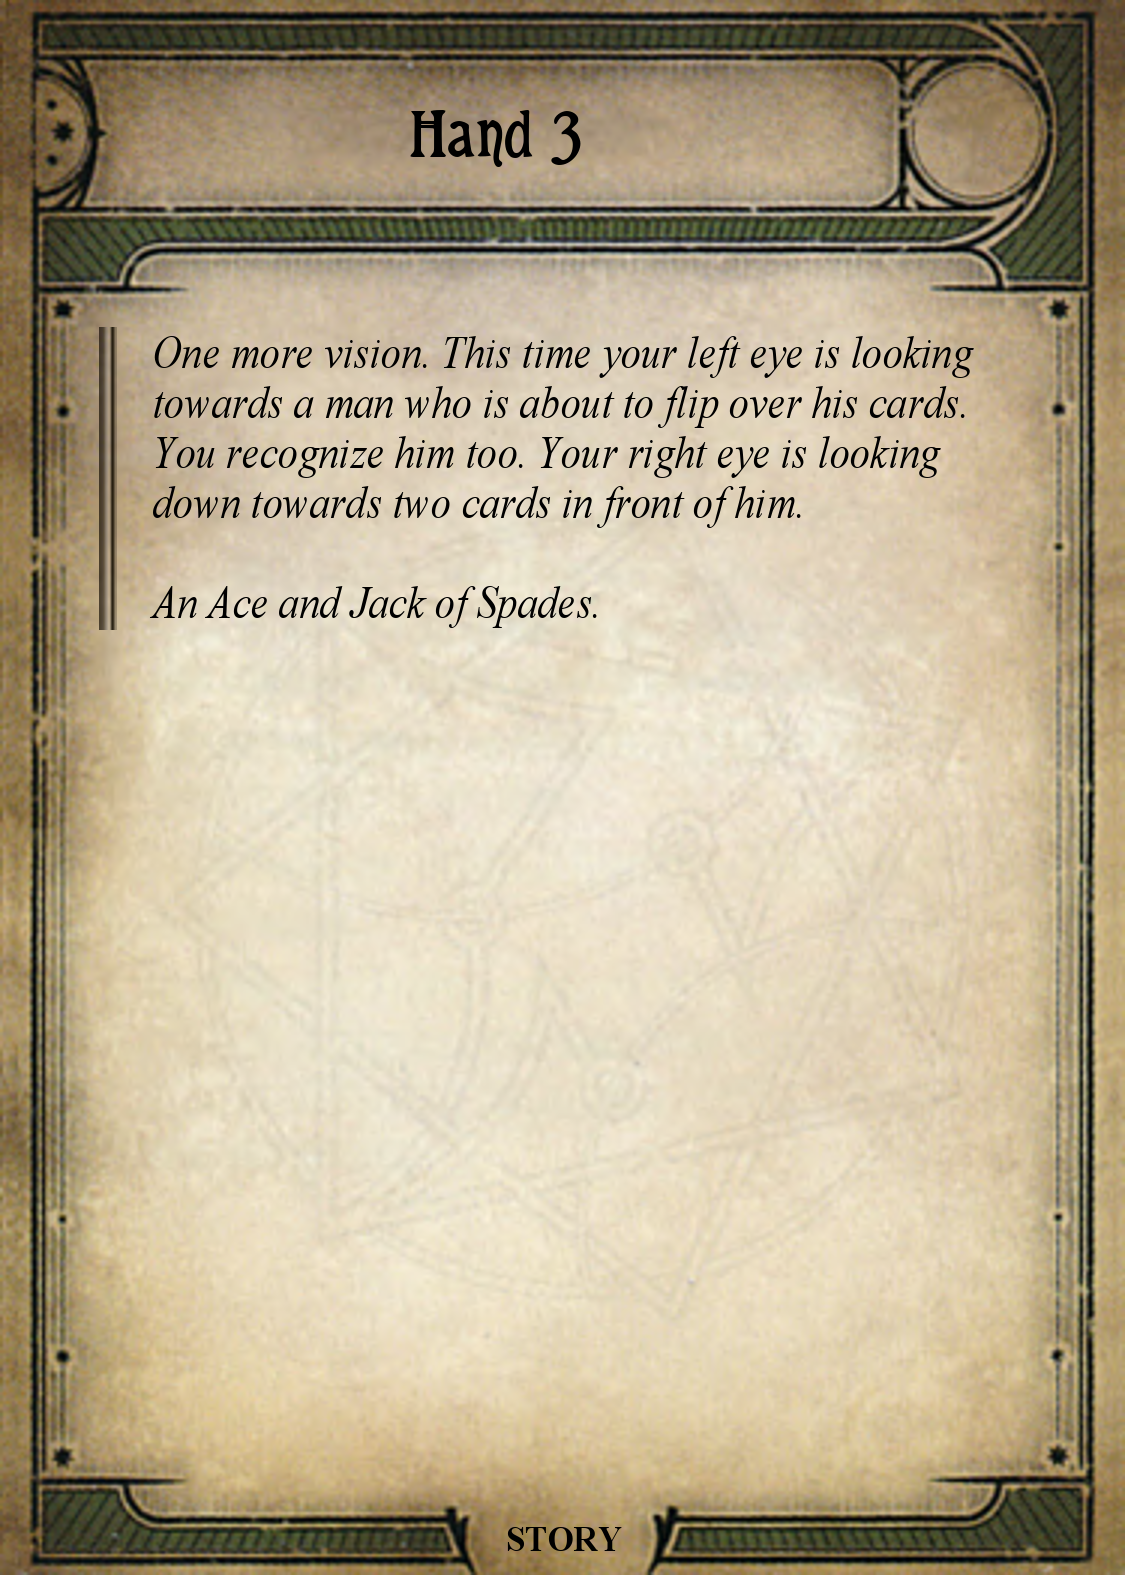 Hand 3
One more vision. This time your left eye is looking
towards a man who is about to flip over his cards.
You recognize him too. Your right eye is looking
down towards two cards in front of him.
An Ace and Jack of Spades.
STORY